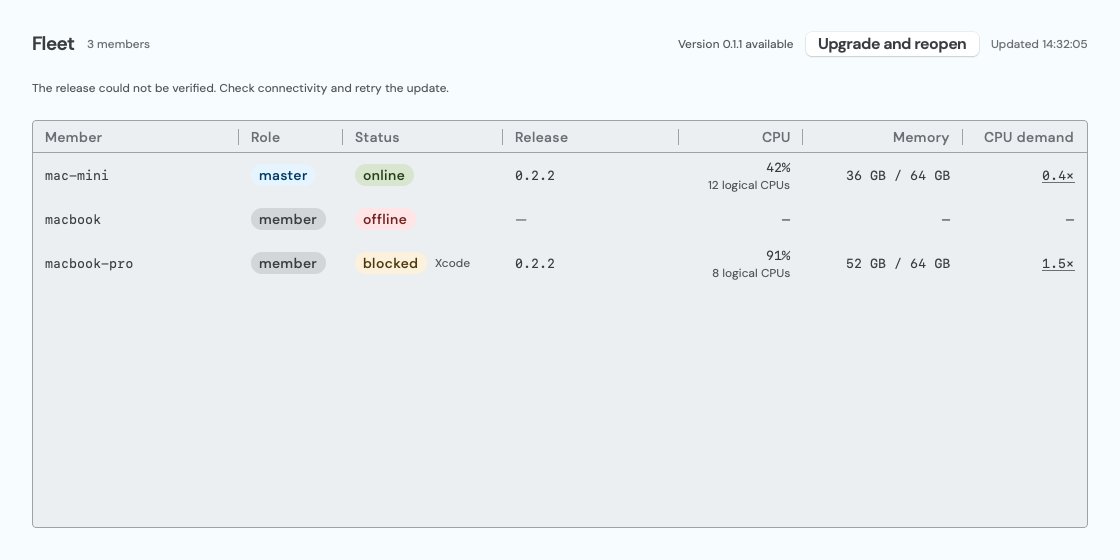 Fleet 3 members Version 0.1.1 available Upgrade and reopen Updated 14:32:05
The release could not be verified. Check connectivity and retry the update.
Member Role Status Release CPU Memory CPU demand
mac-mini master online 0.2.2 42% 36 GB / 64 GB 0.4×
12 logical CPUs
macbook member offline — — — —
macbook-pro member blocked Xcode 0.2.2 91% 52 GB / 64 GB 1.5×
8 logical CPUs